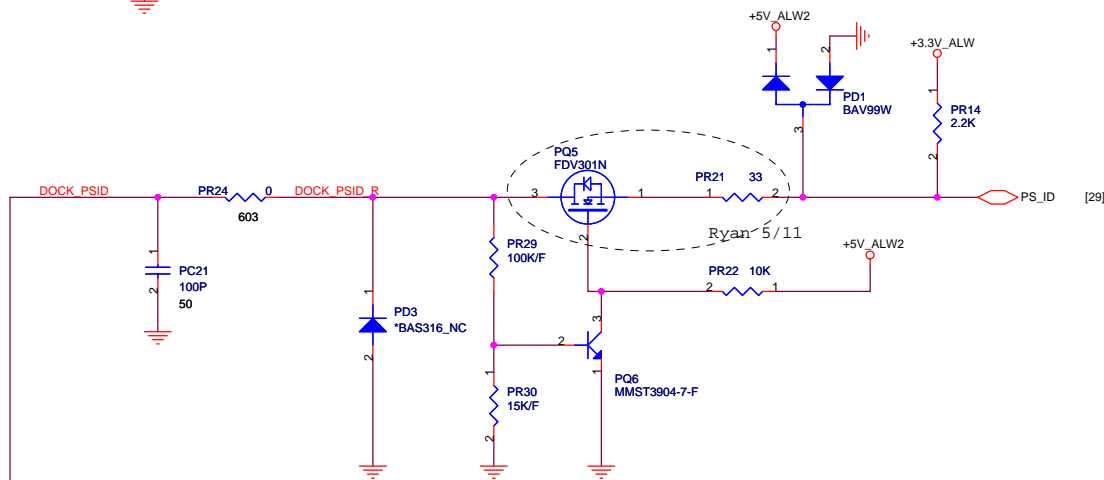 +5V_ALW2
+3.3V_ALW
1
2
1
PD1
BAV99W
PR14
2.2K
3
2
PQ5
FDV301N
DOCK_PSID
PR24
0
DOCK_PSID_R
3
1
PR21
33
1
2
PS_ID
[29]
603
2
Ryan 5/11
+5V_ALW2
PR29
100K/F
1
PC21
100P
2
50
PR22
10K
2
1
1
PD3
*BAS316_NC
2
3
2
1
PQ6
MMST3904-7-F
1
PR30
15K/F
2